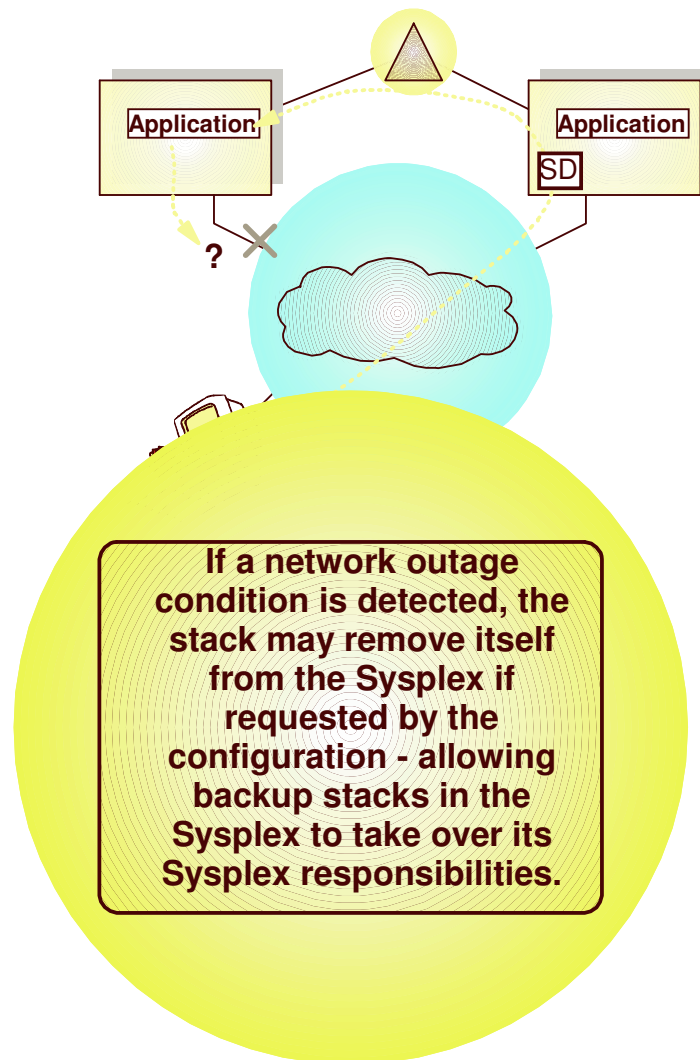 Application
Application
SD
?
If a network outage
condition is detected, the
stack may remove itself
from the Sysplex if
requested by the
configuration - allowing
backup stacks in the
Sysplex to take over its
Sysplex responsibilities.